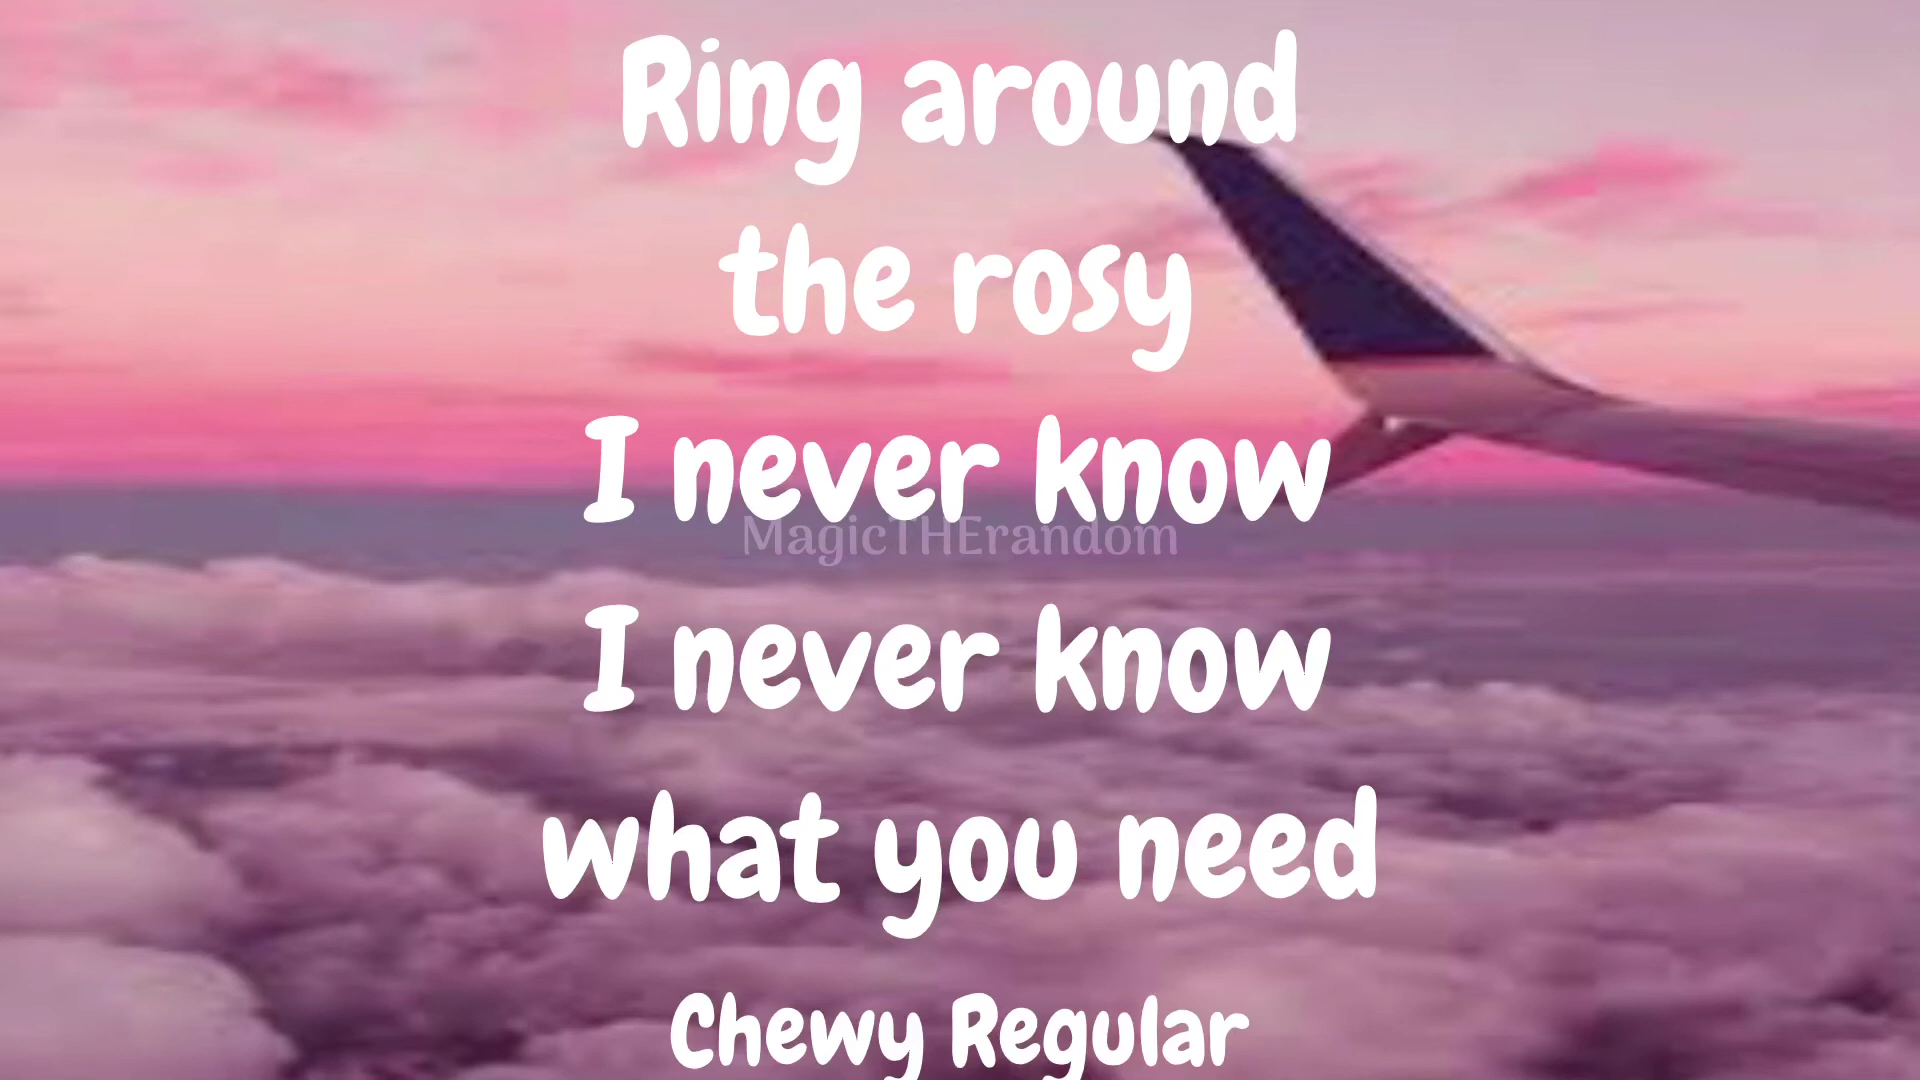 Ring around
the rosy
I never know
MagicTHErandom
I never know
what you need
Chewy Regular